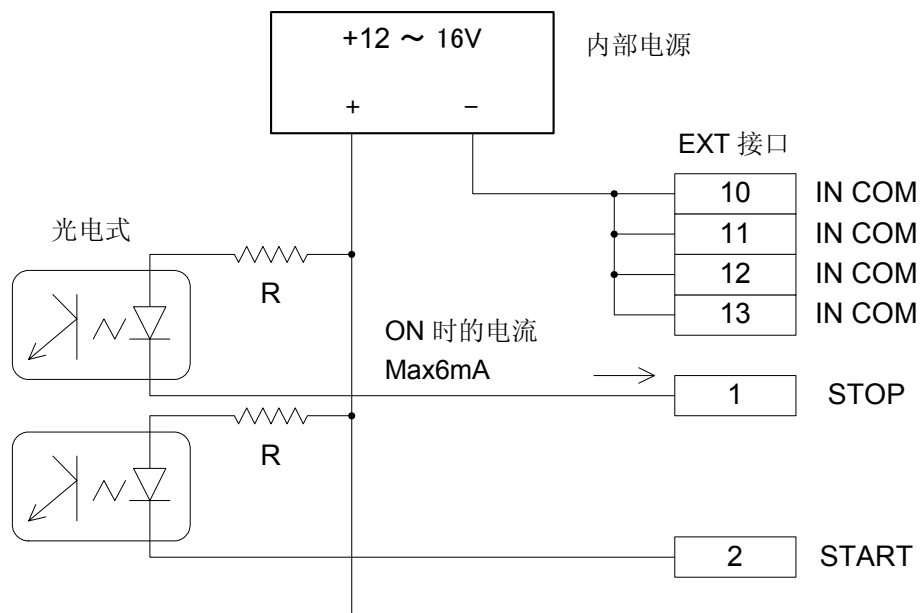 +12 ～ 16V
内部电源
+ −
EXT 接口
10 IN COM
11 IN COM
12 IN COM
13 IN COM
光电式
R
ON 时的电流
Max6mA
1 STOP
R
2 START